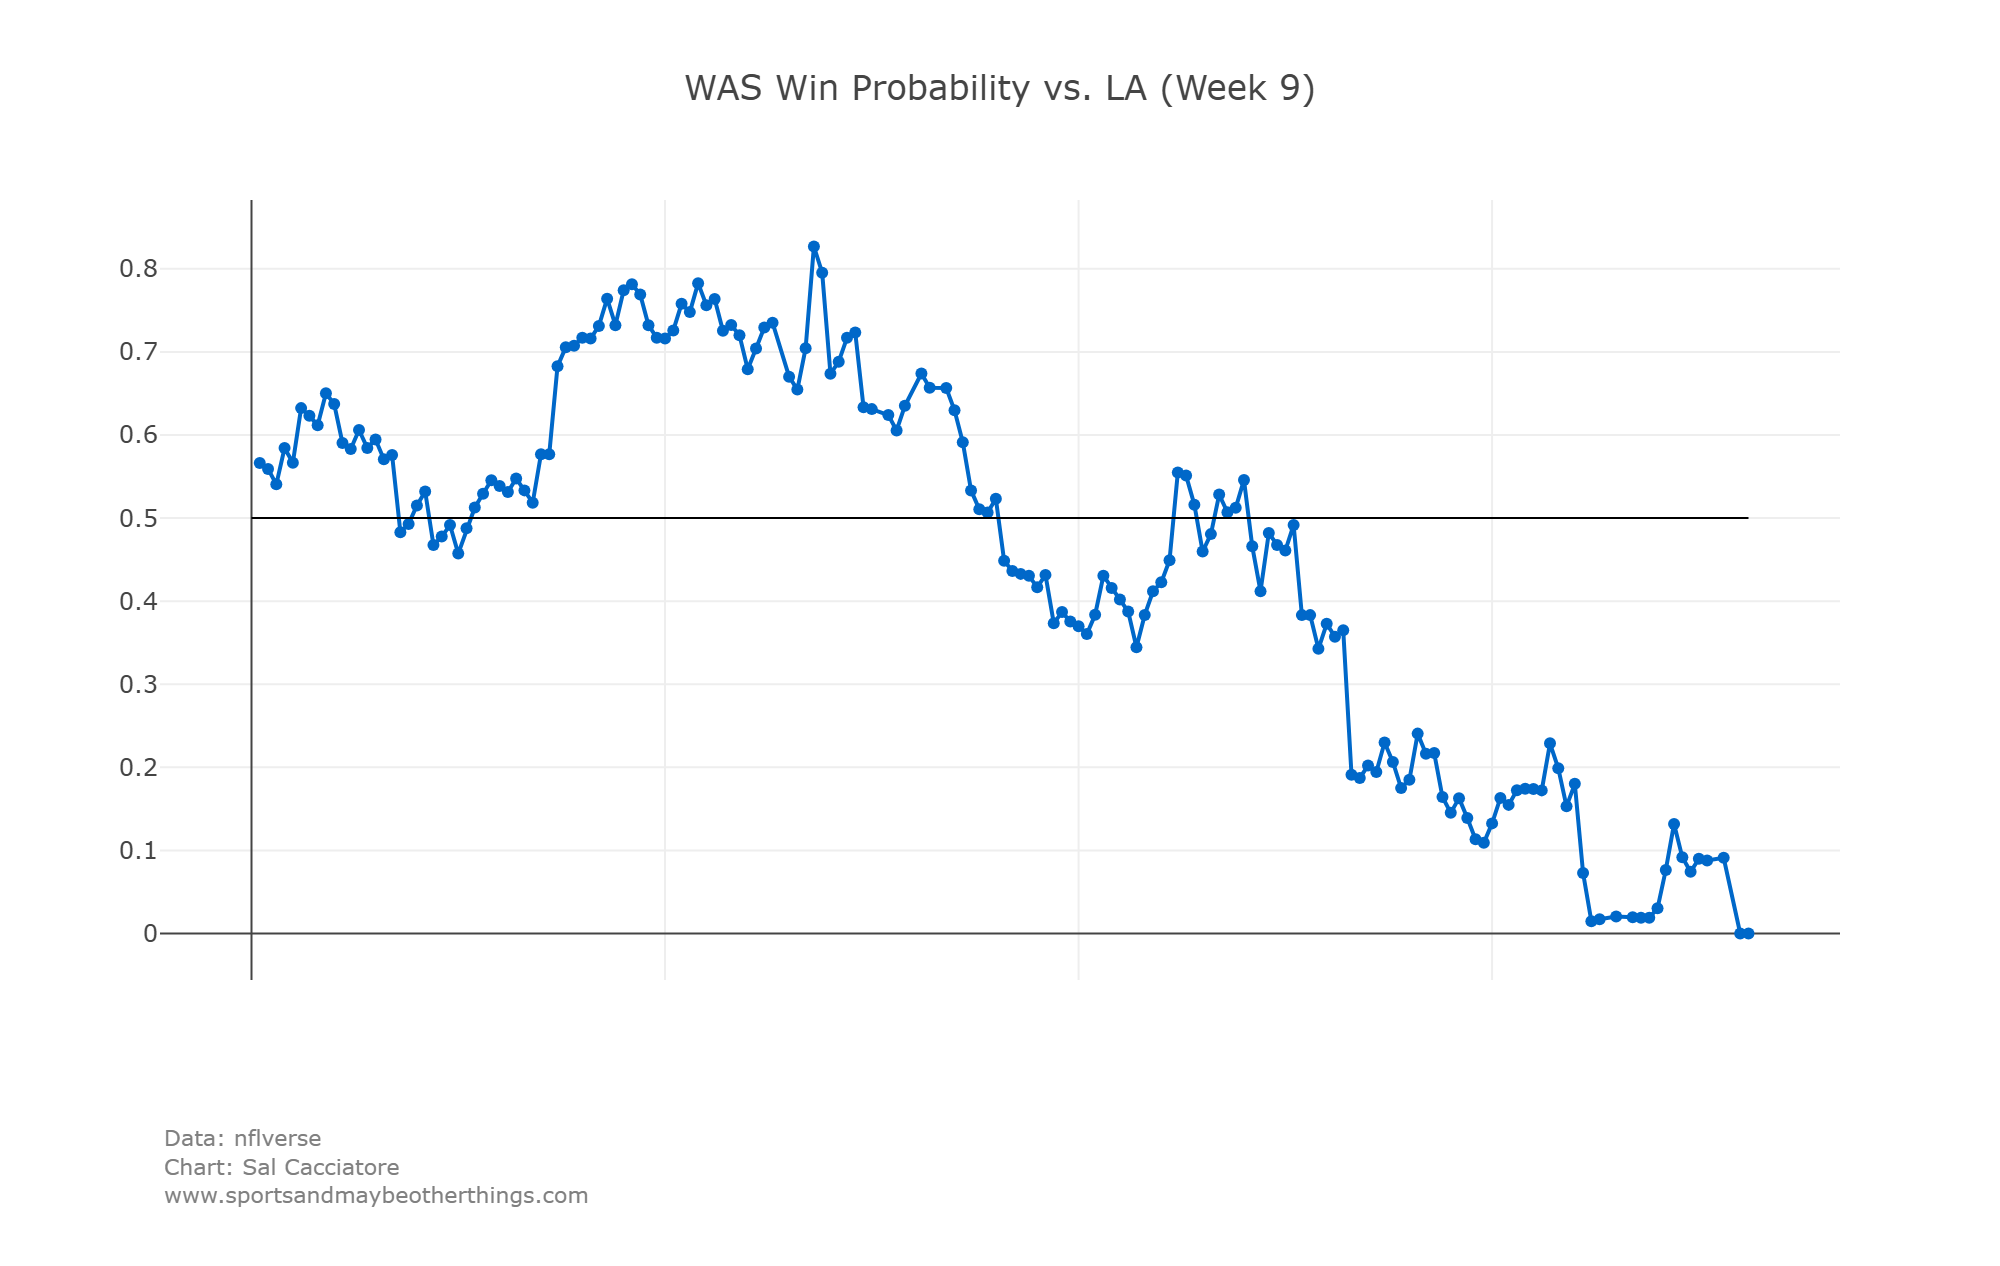 WAS Win Probability vs. LA (Week 9)
0.8
0.7
0.6
0.5
0.4
0.3
0.2
0.1
0
Data: nflverse
Chart: Sal Cacciatore
www.sportsandmaybeotherthings.com